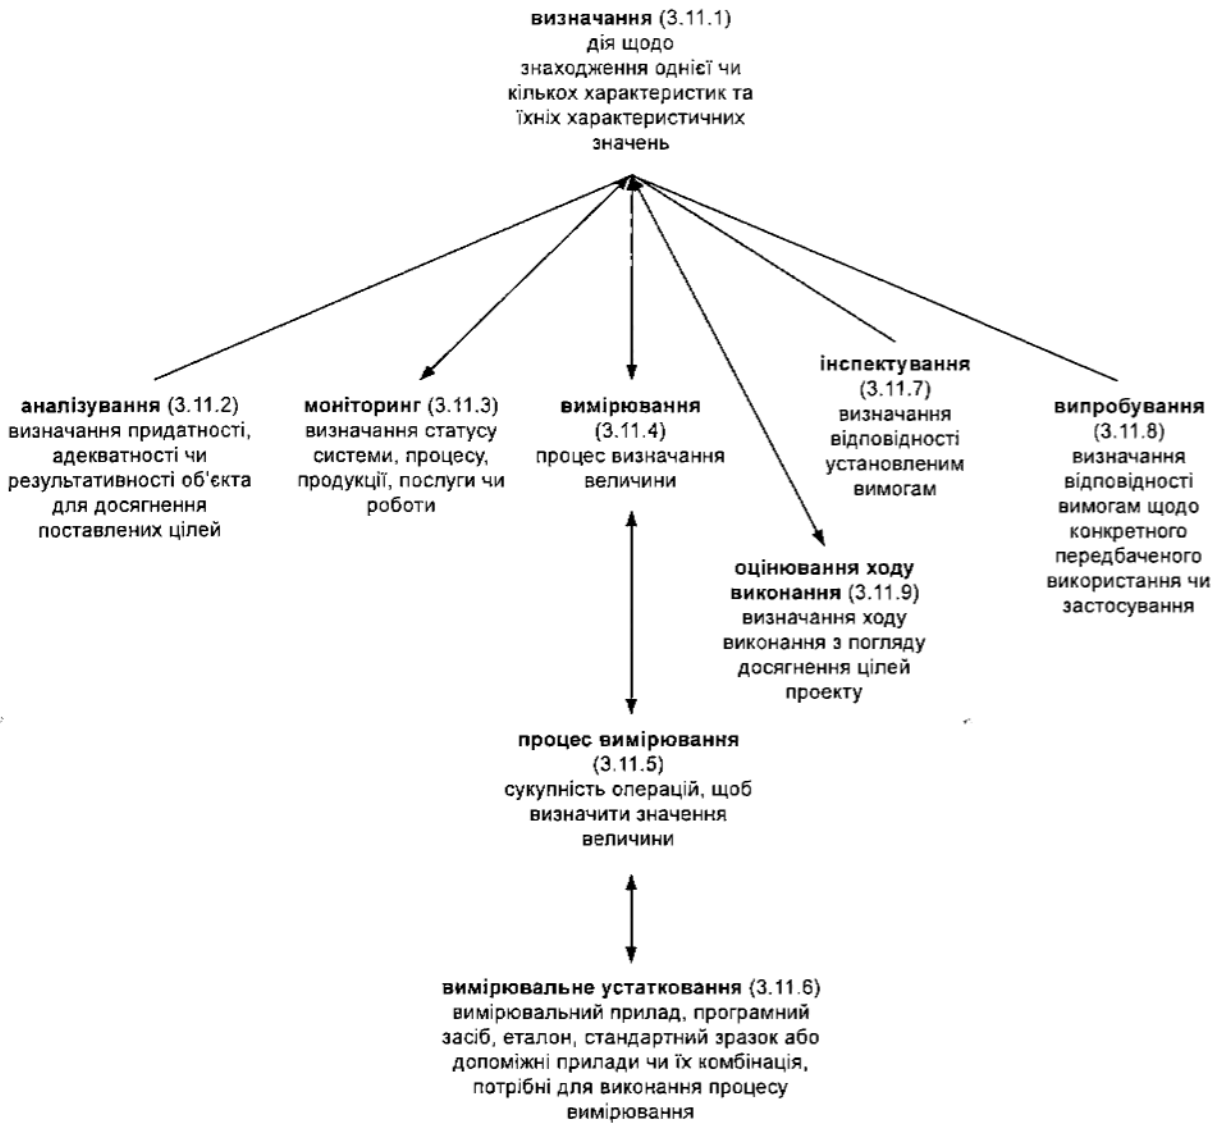 визначання (3.11.1)
дія щодо
знаходження однієї чи
кількох характеристик та
їхніх характеристичних
значень
аналізування (3.11.2)
визначання придатності,
адекватності чи
результативності об'єкта
для досягнення
поставлених цілей
моніторинг (3.11.3)
визначання статусу
системи, процесу,
продукції, послуги чи
роботи
вимірювання
(3.11.4)
процес визначання
величини
інспектування
(3.11.7)
визначання
відповідності
установленим
вимогам
випробування
(3.11.8)
визначання
відповідності
вимогам щодо
конкретного
передбаченого
використання чи
застосування
оцінювання ходу
виконання (3.11.9)
визначання ходу
виконання з погляду
досягнення цілей
проекту
процес вимірювання
(3.11.5)
сукупність операцій, щоб
визначити значення
величини
вимірювальне устатковання (3.11.6)
вимірювальний прилад, програмний
засіб, еталон, стандартний зразок або
допоміжні прилади чи їх комбінація,
потрібні для виконання процесу
вимірювання